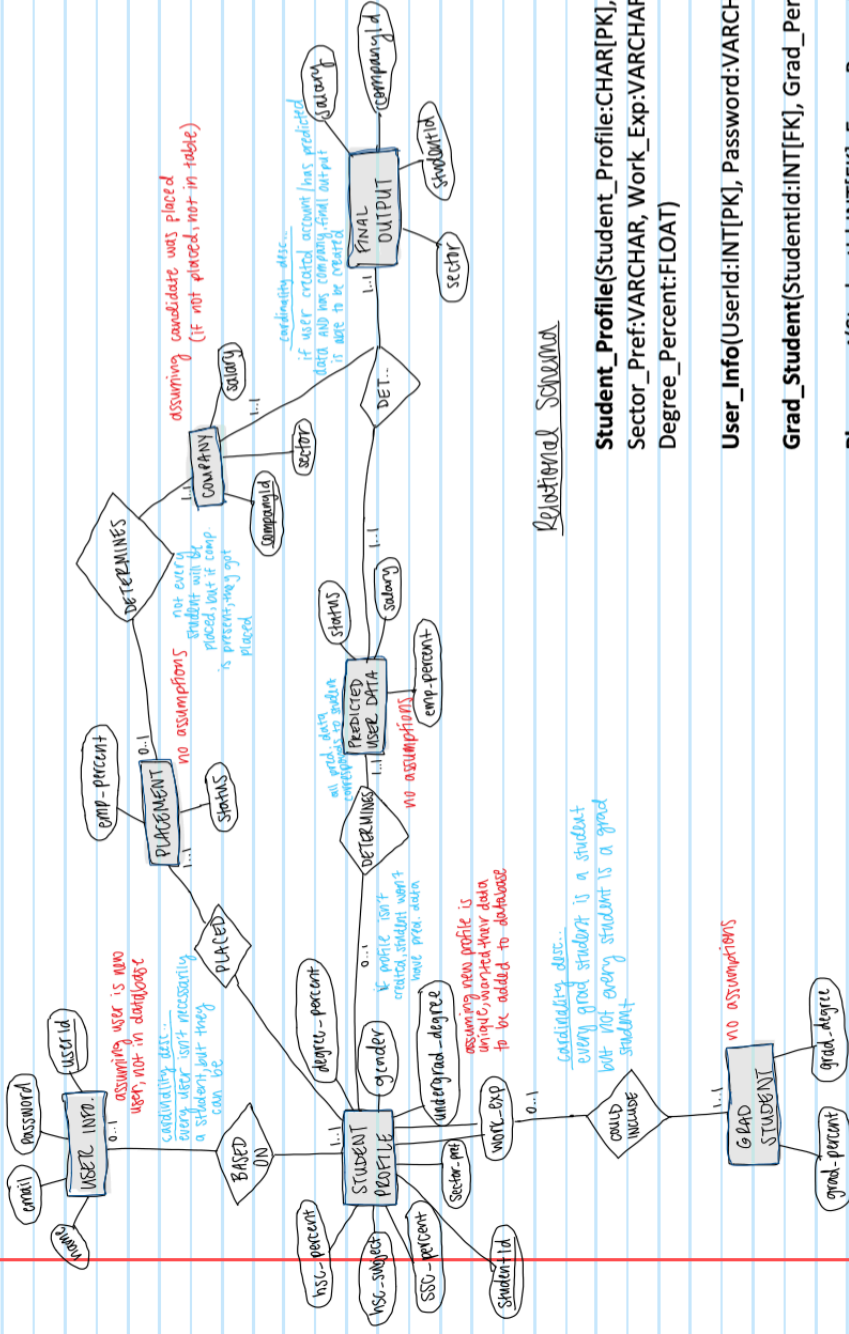 name
email
password
userId
USER INFO.
0..1
assuming user is new
user, not in database
cardinality desc...
every user isn't necessarily
a student, but they
can be
BASED
ON
emp-percent
PLACEMENT
status
1...1
0..1
PLACED
no assumptions
DETERMINES
not every
student will be
placed, but if comp.
is present, they got
placed
assuming candidate was placed
(if not placed, not in table)
1..1
COMPANY
salary
sector
companyId
1..1
cardinality desc...
if user created account/has predicted
data AND has company, final output
is able to be created
salary
companyId
FINAL
OUTPUT
studentId
sector
1..1
DET..
1...1
status
PREDICTED
USER DATA
salary
emp-percent
all pred. data
corresponds to student
1...1
no assumptions
DETERMINES
0...1
if profile isn't
created, student won't
have pred. data
hsc-percent
hsc-subject
SSC-percent
studentId
1...1
STUDENT
PROFILE
degree-percent
gender
undergrad-degree
sector-pref
work-exp
assuming new profile is
unique, wanted their data
to be added to database
0...1
cardinality desc...
every grad student is a student
but not every student is a grad
student
COULD
INCLUDE
1...1
no assumptions
GRAD
STUDENT
grad-percent
grad-degree
Relational Schema
Student_Profile(Student_Profile:CHAR[PK],
Sector_Pref:VARCHAR, Work_Exp:VARCHAR
Degree_Percent:FLOAT)
User_Info(UserId:INT[PK], Password:VARCH
Grad_Student(StudentId:INT[FK], Grad_Per